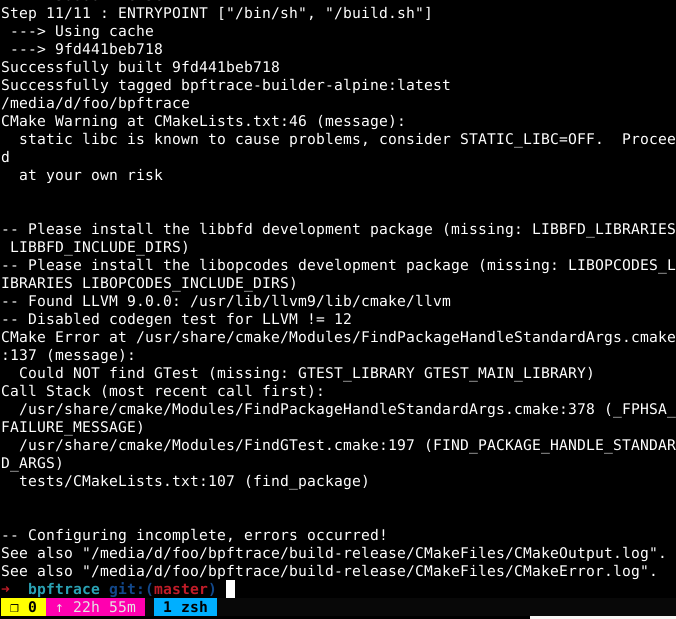 Step 11/11 : ENTRYPOINT ["/bin/sh", "/build.sh"]
 ---> Using cache
 ---> 9fd441beb718
Successfully built 9fd441beb718
Successfully tagged bpftrace-builder-alpine:latest
/media/d/foo/bpftrace
CMake Warning at CMakeLists.txt:46 (message):
  static libc is known to cause problems, consider STATIC_LIBC=OFF.  Procee
d
  at your own risk
-- Please install the libbfd development package (missing: LIBBFD_LIBRARIES
 LIBBFD_INCLUDE_DIRS)
-- Please install the libopcodes development package (missing: LIBOPCODES_L
IBRARIES LIBOPCODES_INCLUDE_DIRS)
-- Found LLVM 9.0.0: /usr/lib/llvm9/lib/cmake/llvm
-- Disabled codegen test for LLVM != 12
CMake Error at /usr/share/cmake/Modules/FindPackageHandleStandardArgs.cmake
:137 (message):
  Could NOT find GTest (missing: GTEST_LIBRARY GTEST_MAIN_LIBRARY)
Call Stack (most recent call first):
  /usr/share/cmake/Modules/FindPackageHandleStandardArgs.cmake:378 (_FPHSA_
FAILURE_MESSAGE)
  /usr/share/cmake/Modules/FindGTest.cmake:197 (FIND_PACKAGE_HANDLE_STANDAR
D_ARGS)
  tests/CMakeLists.txt:107 (find_package)
-- Configuring incomplete, errors occurred!
See also "/media/d/foo/bpftrace/build-release/CMakeFiles/CMakeOutput.log".
See also "/media/d/foo/bpftrace/build-release/CMakeFiles/CMakeError.log".
➜  bpftrace git:(master)
❐ 0 ↑ 22h 55m 1 zsh